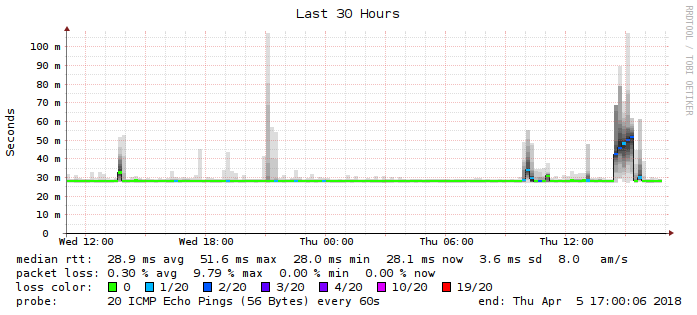 Last 30 Hours
RRDTOOL / TOBI OETIKER
Seconds
100 m
90 m
80 m
70 m
60 m
50 m
40 m
30 m
20 m
10 m
0
Wed 12:00 Wed 18:00 Thu 00:00 Thu 06:00 Thu 12:00
median rtt: 28.9 ms avg 51.6 ms max 28.0 ms min 28.1 ms now 3.6 ms sd 8.0 am/s
packet loss: 0.30 % avg 9.79 % max 0.00 % min 0.00 % now
loss color: 0 1/20 2/20 3/20 4/20 10/20 19/20
probe: 20 ICMP Echo Pings (56 Bytes) every 60s end: Thu Apr 5 17:00:06 2018